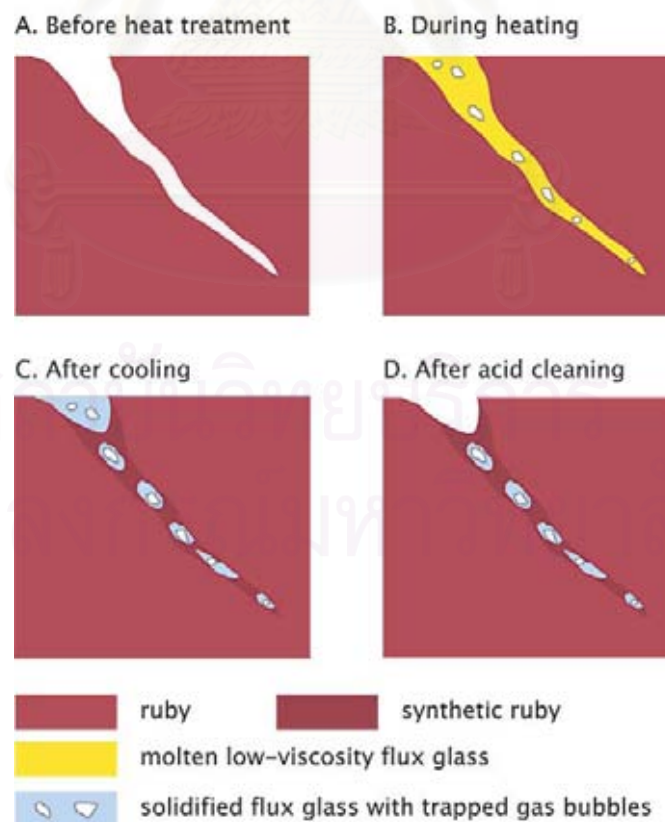 A. Before heat treatment
B. During heating
C. After cooling
D. After acid cleaning
ruby
synthetic ruby
molten low-viscosity flux glass
solidified flux glass with trapped gas bubbles